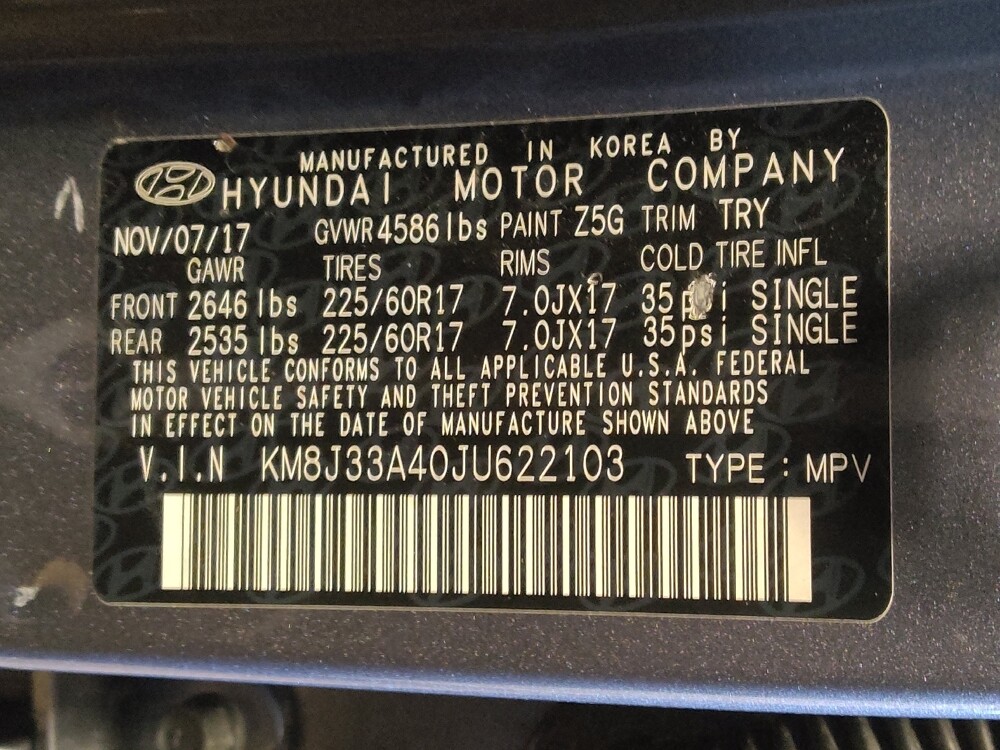 MANUFACTURED IN KOREA BY
HYUNDAI MOTOR COMPANY
NOV/07/17 GVWR 4586 lbs PAINT Z5G TRIM TRY
GAWR TIRES RIMS COLD TIRE INFL
FRONT 2646 lbs 225/60R17 7.0JX17 35 psi SINGLE
REAR 2535 lbs 225/60R17 7.0JX17 35psi SINGLE
THIS VEHICLE CONFORMS TO ALL APPLICABLE U.S.A. FEDERAL
MOTOR VEHICLE SAFETY AND THEFT PREVENTION STANDARDS
IN EFFECT ON THE DATE OF MANUFACTURE SHOWN ABOVE
V.I.N KM8J33A40JU622103 TYPE : MPV